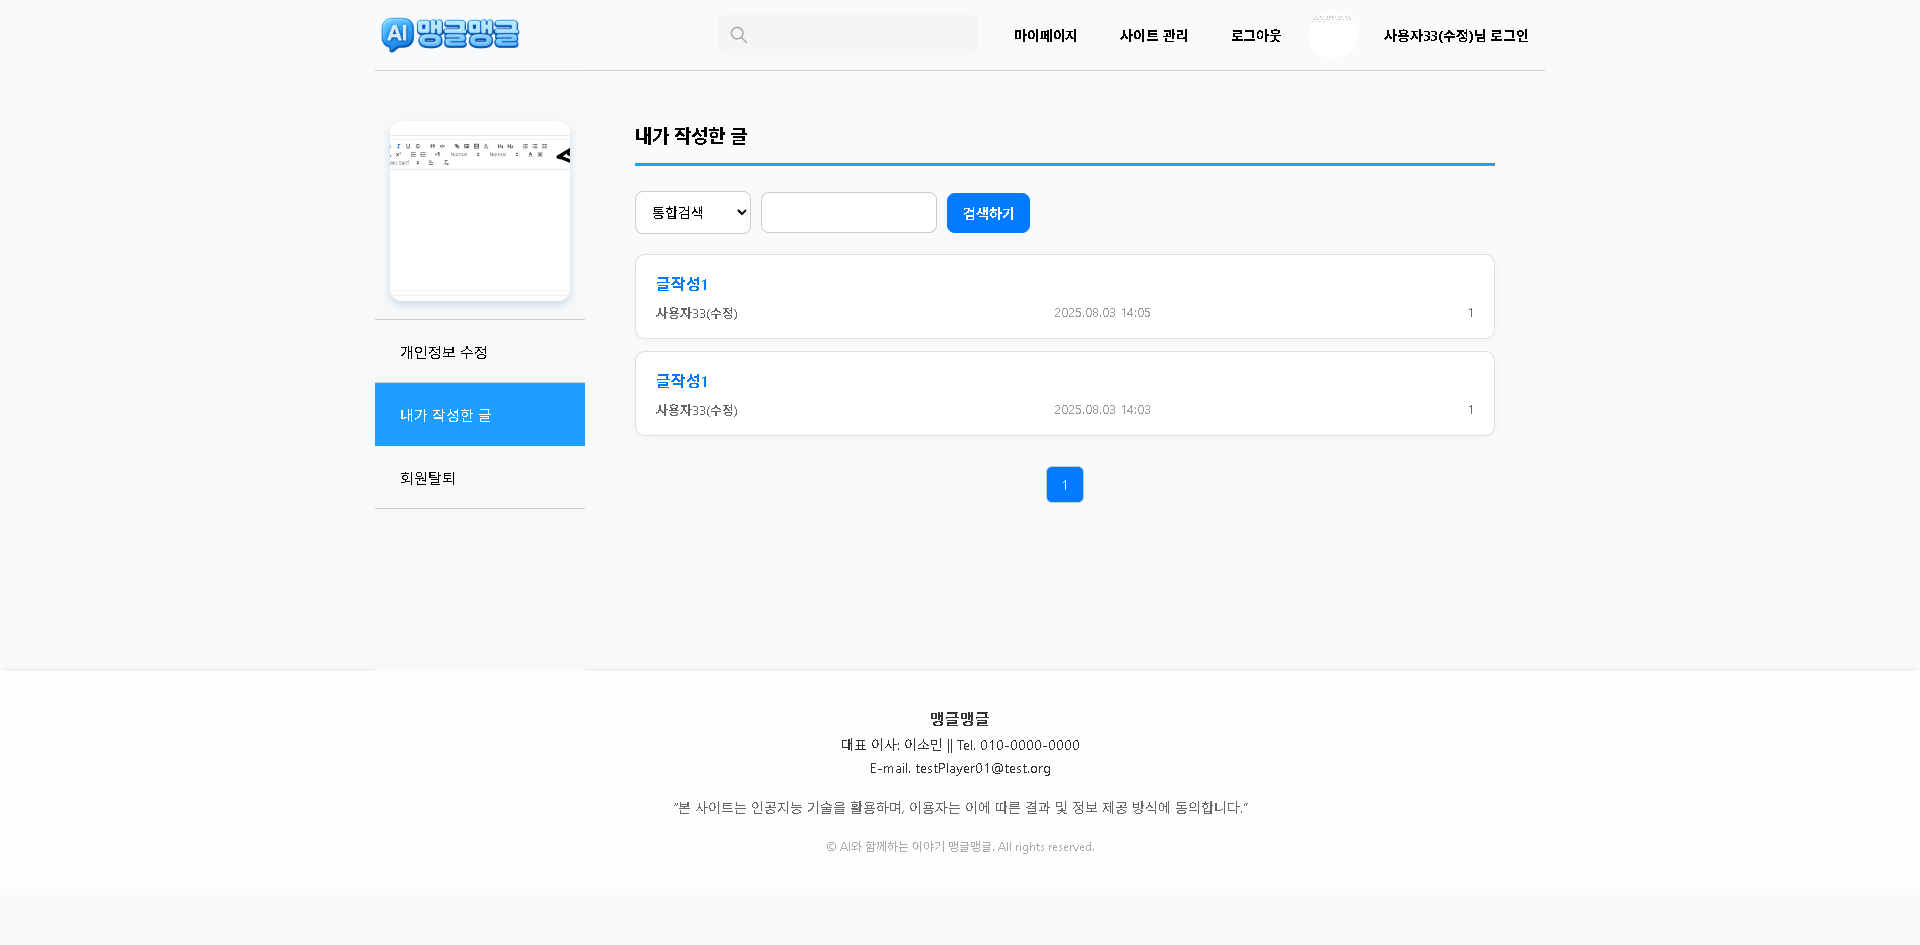 AI 맹글맹글
마이페이지 사이트 관리 로그아웃 사용자33(수정)님 로그인
개인정보 수정
내가 작성한 글
회원탈퇴
내가 작성한 글
통합검색 검색하기
글작성1
사용자33(수정) 2025.08.03 14:05 1
글작성1
사용자33(수정) 2025.08.03 14:03 1
1
맹글맹글
대표 이사: 이소민 || Tel. 010-0000-0000
E-mail. testPlayer01@test.org
"본 사이트는 인공지능 기술을 활용하며, 이용자는 이에 따른 결과 및 정보 제공 방식에 동의합니다."
© AI와 함께하는 이야기 맹글맹글. All rights reserved.